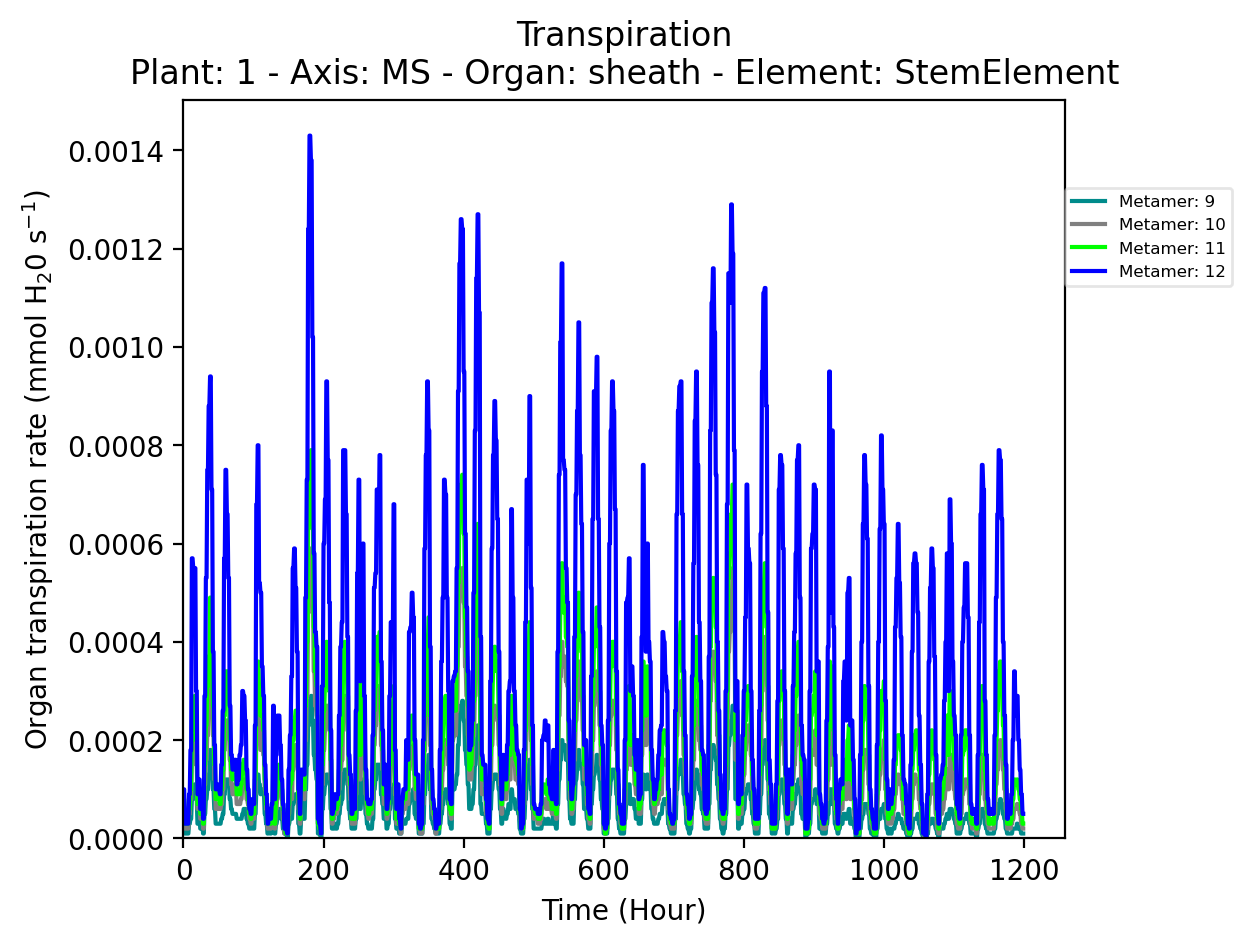 Transpiration
Plant: 1 - Axis: MS - Organ: sheath - Element: StemElement
Organ transpiration rate (mmol H₂0 s⁻¹)
0.0014
0.0012
0.0010
0.0008
0.0006
0.0004
0.0002
0.0000
0 200 400 600 800 1000 1200
Time (Hour)
Metamer: 9
Metamer: 10
Metamer: 11
Metamer: 12